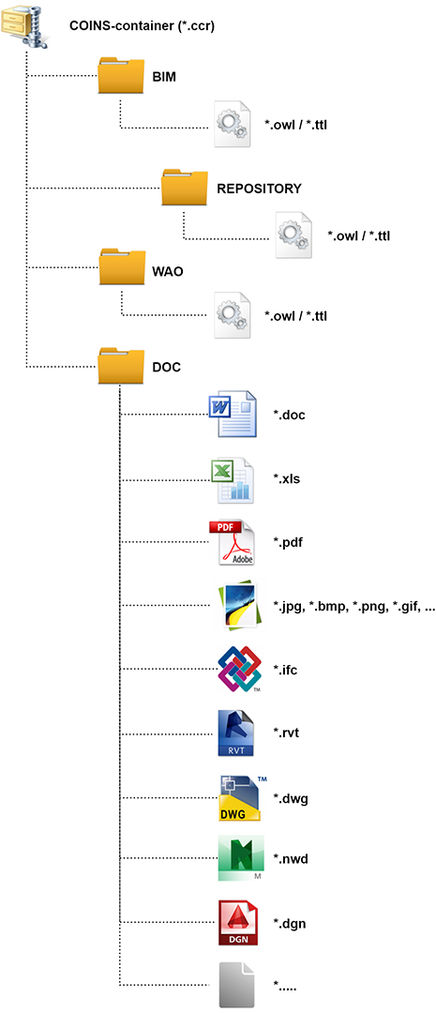 COINS-container (*.ccr)
BIM
*.owl / *.ttl
REPOSITORY
*.owl / *.ttl
WAO
*.owl / *.ttl
DOC
W
*.doc
X
*.xls
PDF
Adobe
*.pdf
*.jpg, *.bmp, *.png, *.gif, ...
TM
*.ifc
R
RVT
*.rvt
TM
DWG
*.dwg
N
M
*.nwd
A
DGN
*.dgn
*.....